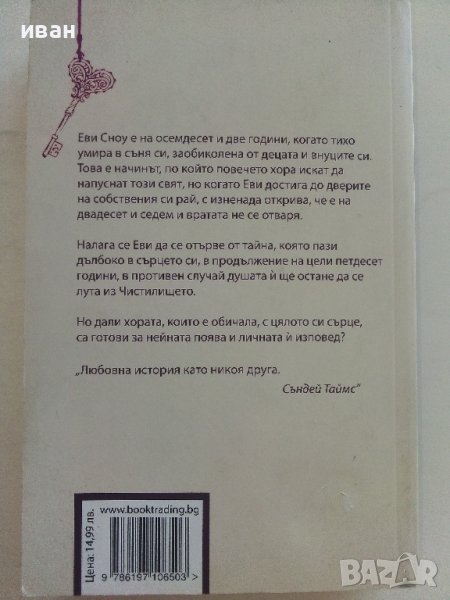 иван
Еви Сноу е на осемдесет и две години, когато тихо
умира в съня си, заобиколена от децата и внуците си.
Това е начинът, по който повечето хора искат да
напуснат този свят, но когато Еви достига до дверите
на собствения си рай, с изненада открива, че е на
двадесет и седем и вратата не се отваря.
Налага се Еви да се отърве от тайна, която пази
дълбоко в сърцето си, в продължение на цели петдесет
години, в противен случай душата ѝ ще остане да се
лута из Чистилището.
Но дали хората, които е обичала, с цялото си сърце,
са готови за нейната поява и личната ѝ изповед?
„Любовна история като никоя друга.
Съндей Таймс“
www.booktrading.bg
Цена: 14,99 лв.
9 786197 106503 >
BAZAR